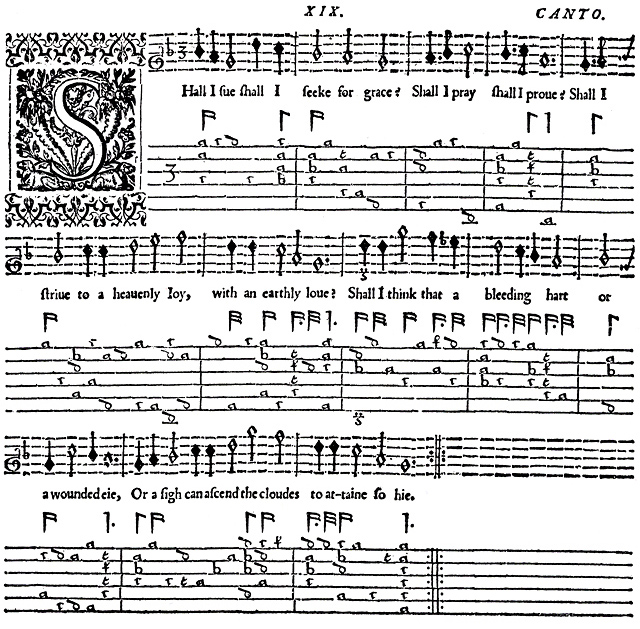 XIX. CANTO.
SHall I ſue ſhall I ſeeke for grace? Shall I pray ſhall I proue? Shall I
ſtriue to a heauenly Ioy, with an earthly loue? Shall I think that a bleeding hart or
a wounded eie, Or a ſigh can aſcend the cloudes to at-taine ſo hie.